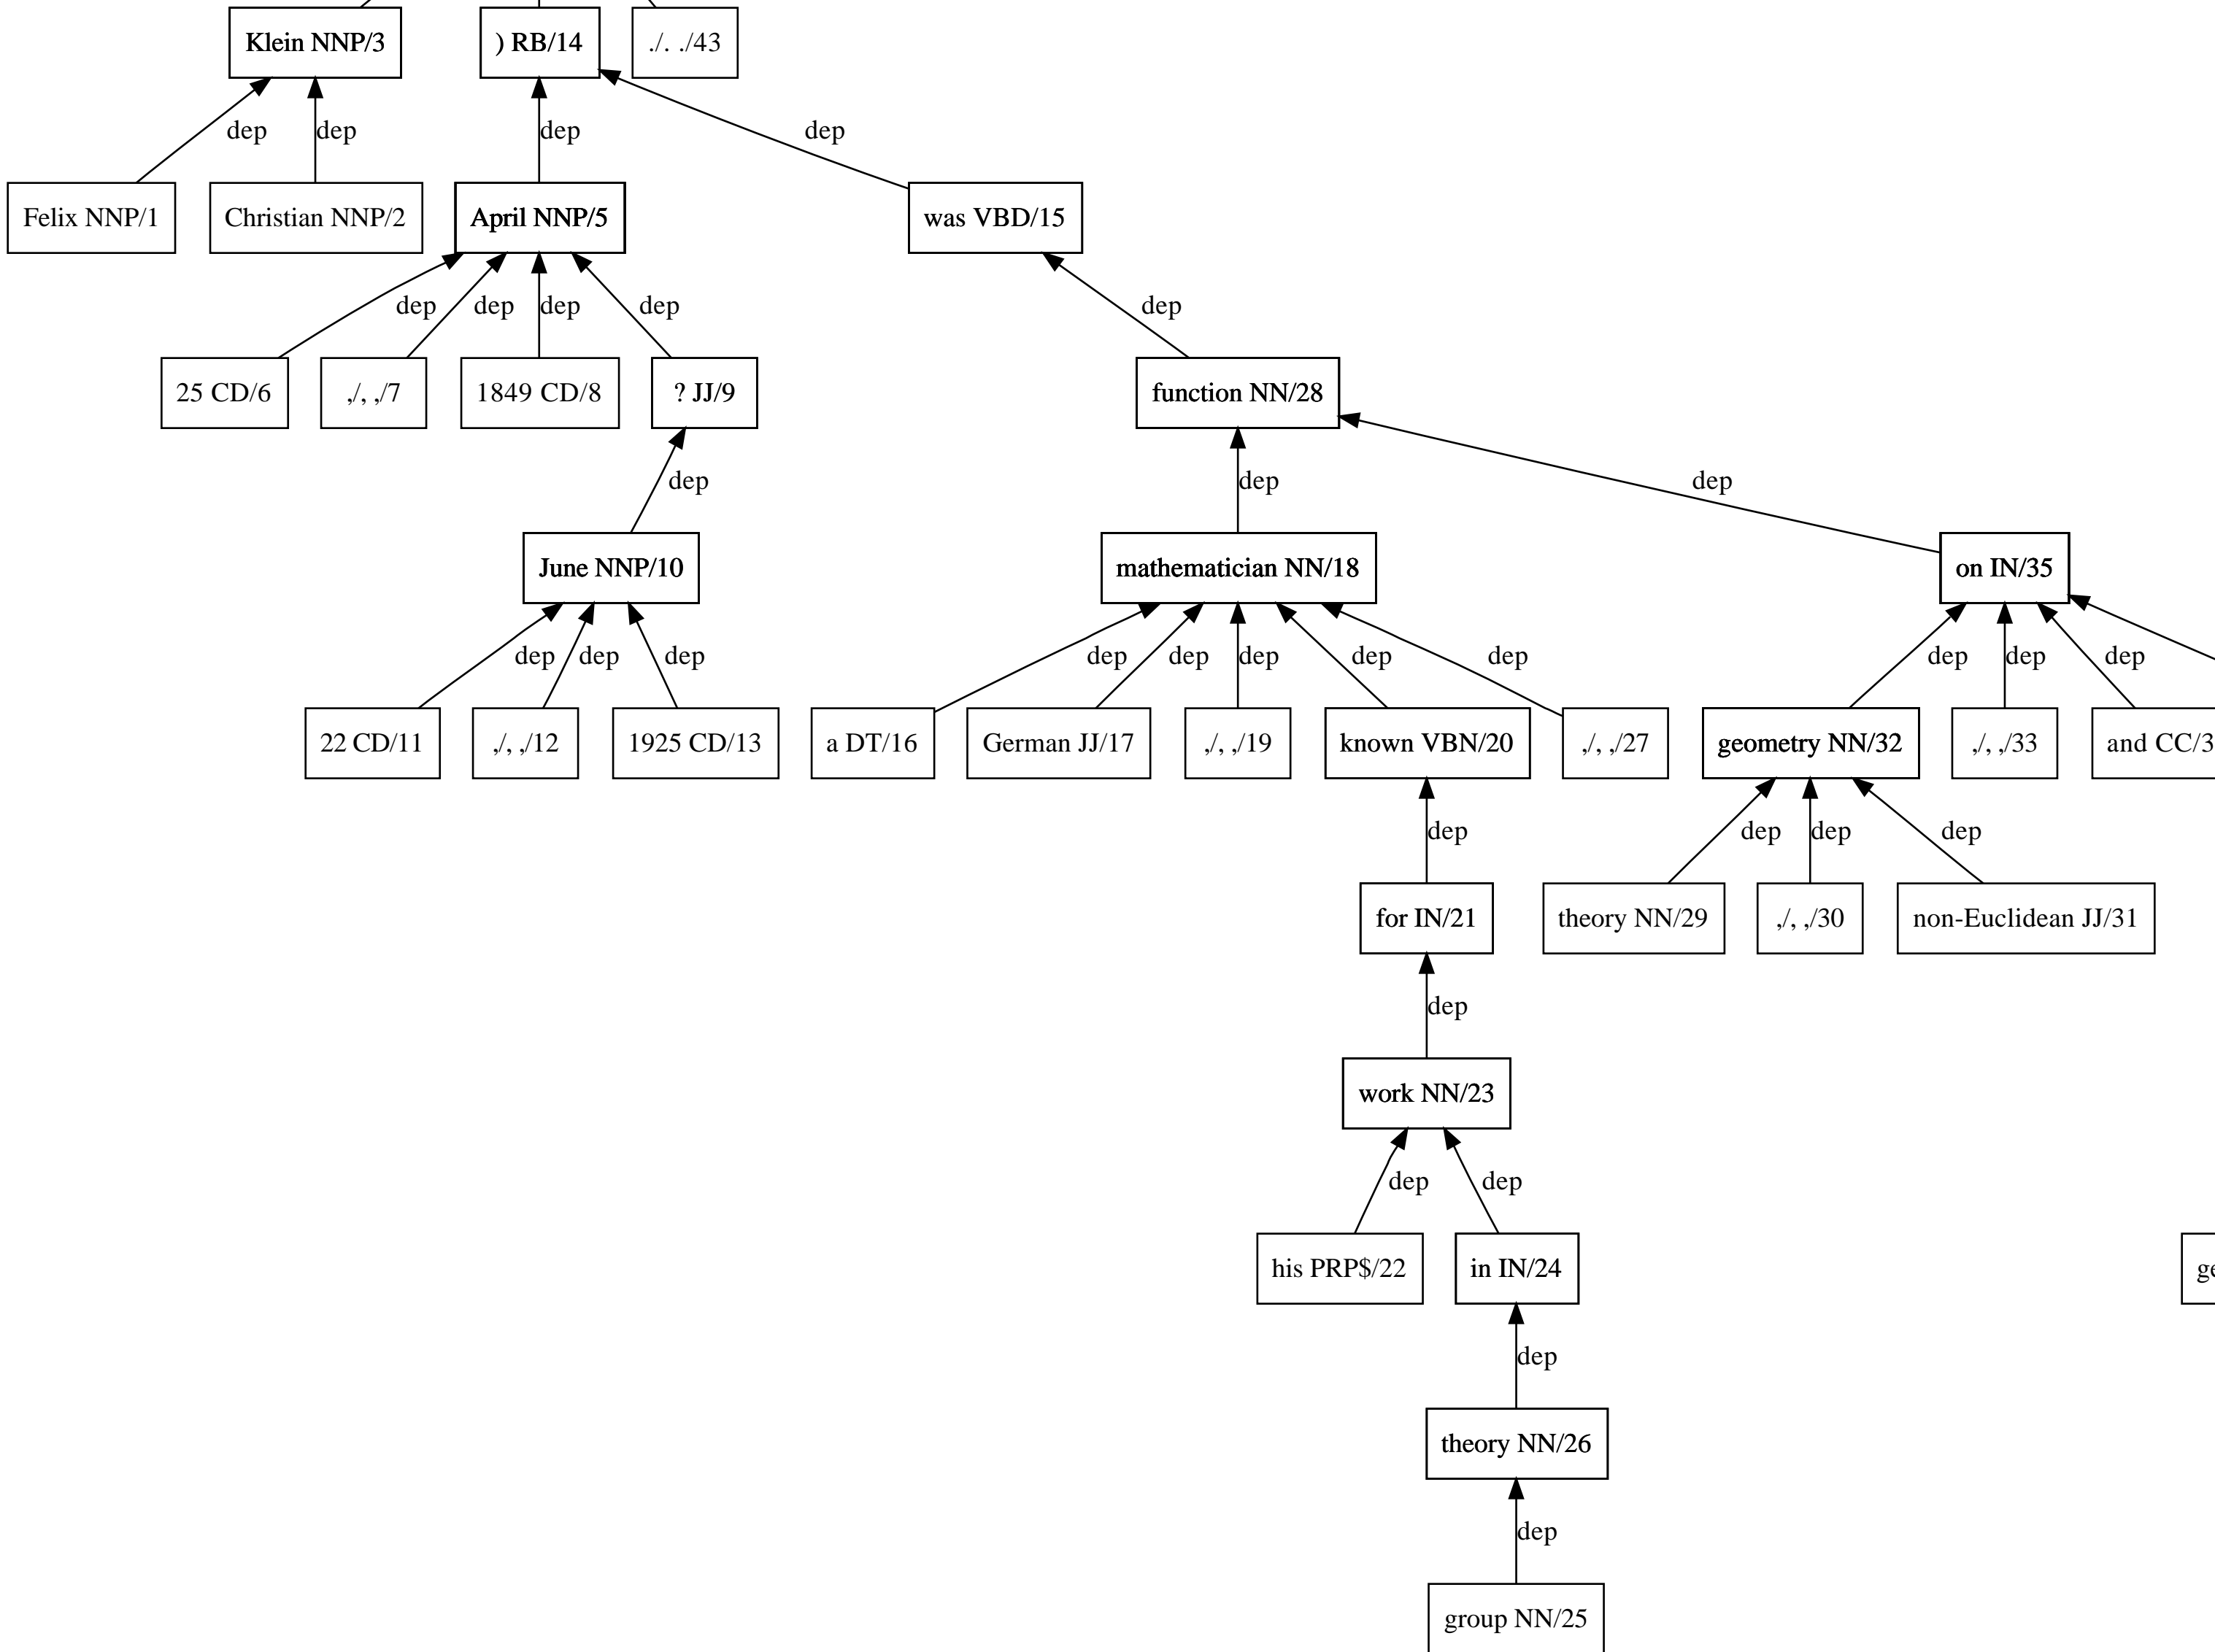 Klein NNP/3 ) RB/14 ./. ./43
dep dep dep dep
Felix NNP/1 Christian NNP/2 April NNP/5 was VBD/15
dep dep dep dep dep
25 CD/6 ,/, ,/7 1849 CD/8 ? JJ/9 function NN/28
dep dep dep
June NNP/10 mathematician NN/18 on IN/35
dep dep dep dep dep dep dep dep dep dep dep
22 CD/11 ,/, ,/12 1925 CD/13 a DT/16 German JJ/17 ,/, ,/19 known VBN/20 ,/, ,/27 geometry NN/32 ,/, ,/33 and CC/3
dep dep dep dep
for IN/21 theory NN/29 ,/, ,/30 non-Euclidean JJ/31
dep
work NN/23
dep dep
his PRP$/22 in IN/24 ge
dep
theory NN/26
dep
group NN/25